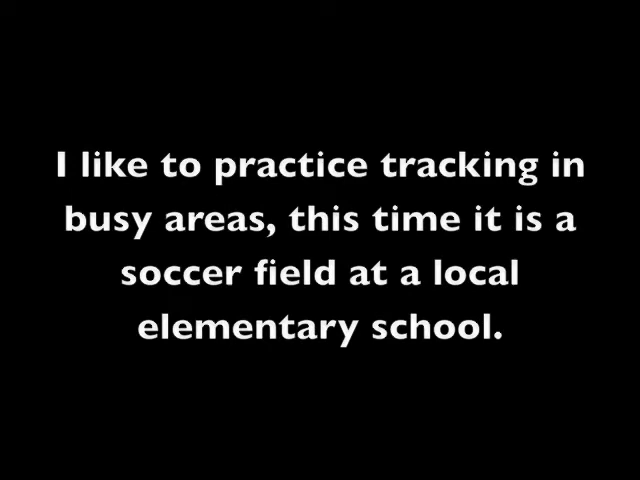 I like to practice tracking in
busy areas, this time it is a
soccer field at a local
elementary school.